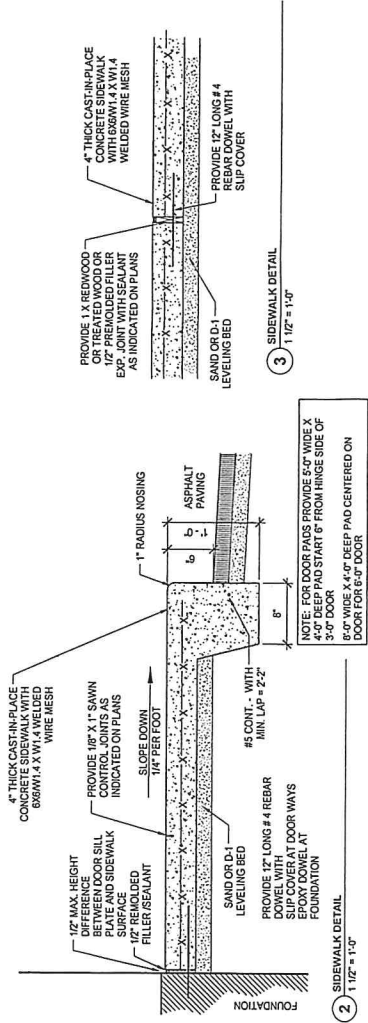 4" THICK CAST-IN-PLACE
CONCRETE SIDEWALK WITH
6X6/W1.4 X W1.4 WELDED
WIRE MESH
1/2" MAX. HEIGHT
DIFFERENCE
BETWEEN DOOR SILL
PLATE AND SIDEWALK
SURFACE
1/2" REMOLDED
FILLER /SEALANT
PROVIDE 1/8" X 1" SAWN
CONTROL JOINTS AS
INDICATED ON PLANS
SLOPE DOWN
1/4" PER FOOT
1" RADIUS NOSING
ASPHALT
PAVING
6"
1'- 0"
8"
#5 CONT. - WITH
MIN. LAP = 2'-2"
SAND OR D-1
LEVELING BED
PROVIDE 12" LONG # 4 REBAR
DOWEL WITH
SLIP COVER AT DOOR WAYS
EPOXY DOWEL AT
FOUNDATION
FOUNDATION
NOTE: FOR DOOR PADS PROVIDE 5'-0" WIDE X
4'-0" DEEP PAD START 6" FROM HINGE SIDE OF
3'-0" DOOR
8'-0" WIDE X 4'-0" DEEP PAD CENTERED ON
DOOR FOR 6'-0" DOOR
2 SIDEWALK DETAIL
1 1/2" = 1'-0"
PROVIDE 1 X REDWOOD
OR TREATED WOOD OR
1/2" PREMOLDED FILLER
EXP. JOINT WITH SEALANT
AS INDICATED ON PLANS
4" THICK CAST-IN-PLACE
CONCRETE SIDEWALK
WITH 6X6/W1.4 X W1.4
WELDED WIRE MESH
PROVIDE 12" LONG # 4
REBAR DOWEL WITH
SLIP COVER
SAND OR D-1
LEVELING BED
3 SIDEWALK DETAIL
1 1/2" = 1'-0"